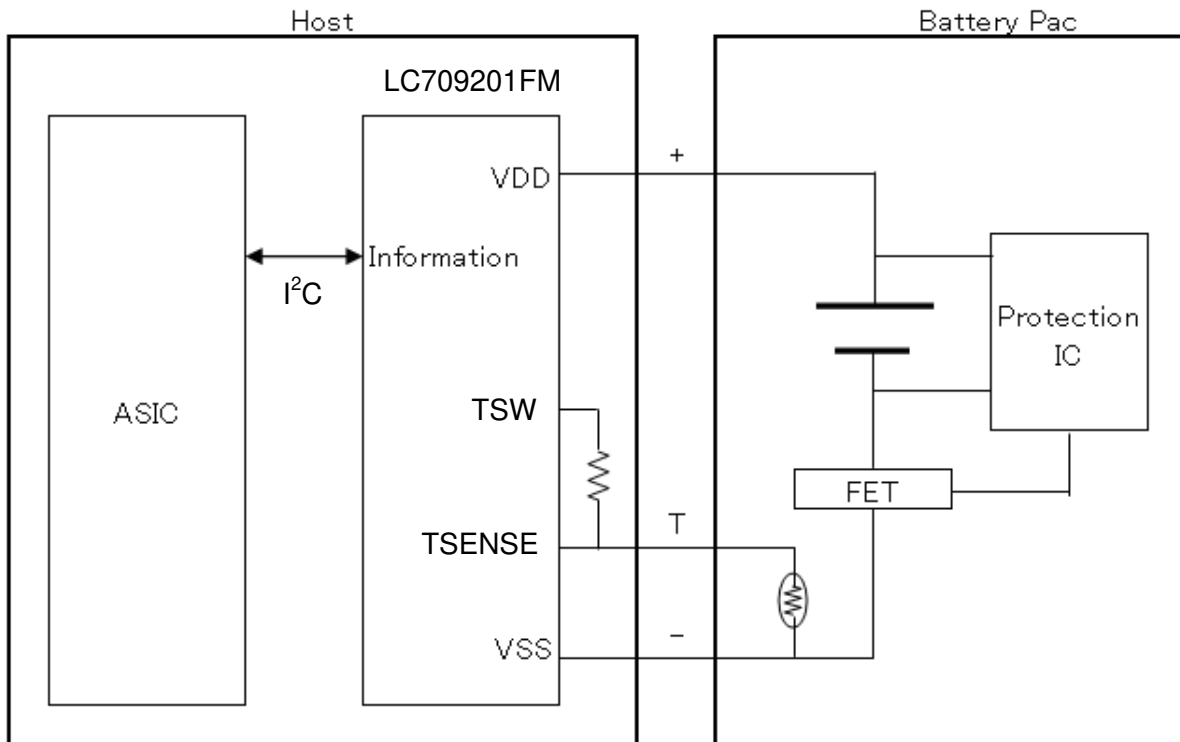 Host
Battery Pac
LC709201FM
+
VDD
Information
I²C
Protection
IC
ASIC
TSW
FET
T
TSENSE
−
VSS